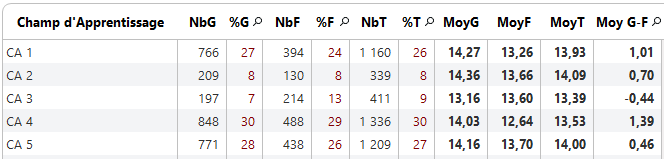 Champ d'Apprentissage NbG %G NbF %F NbT %T MoyG MoyF MoyT Moy G-F
CA 1 766 27 394 24 1 160 26 14,27 13,26 13,93 1,01
CA 2 209 8 130 8 339 8 14,36 13,66 14,09 0,70
CA 3 197 7 214 13 411 9 13,16 13,60 13,39 -0,44
CA 4 848 30 488 29 1 336 30 14,03 12,64 13,53 1,39
CA 5 771 28 438 26 1 209 27 14,16 13,70 14,00 0,46